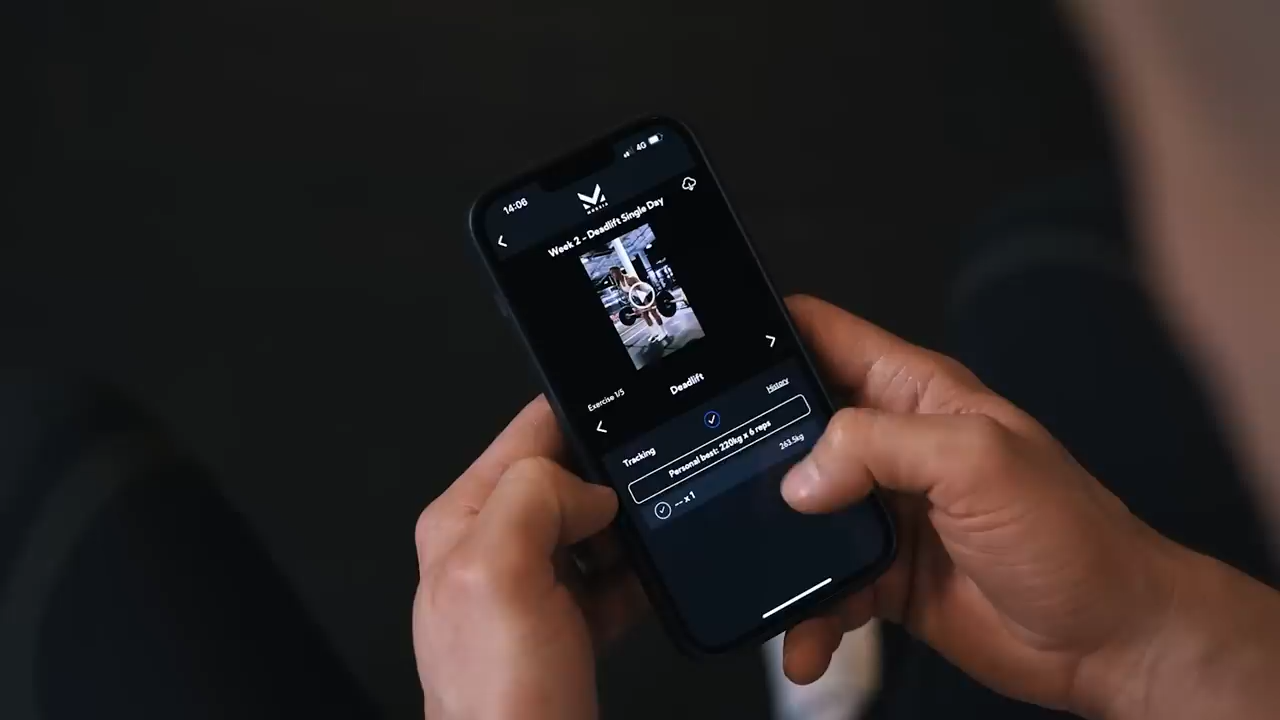 14:06
4G
Week 2 - Deadlift Single Day
Exercise 1/5
Deadlift
History
Tracking
Personal best: 220kg x 6 reps
-- x 1
263.5kg